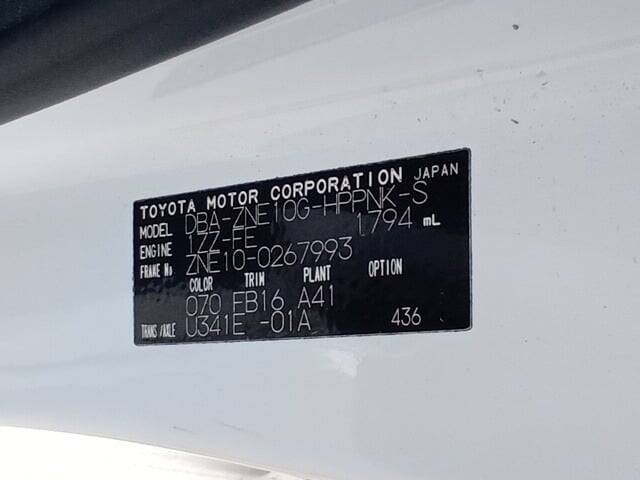 TOYOTA MOTOR CORPORATION JAPAN
MODEL DBA-ZNE10G-HPPNK-S
ENGINE 1ZZ-FE 1,794 mL
FRAME No ZNE10-0267993
COLOR TRIM PLANT OPTION
070 FB16 A41
TRANS/AXLE U341E -01A 436